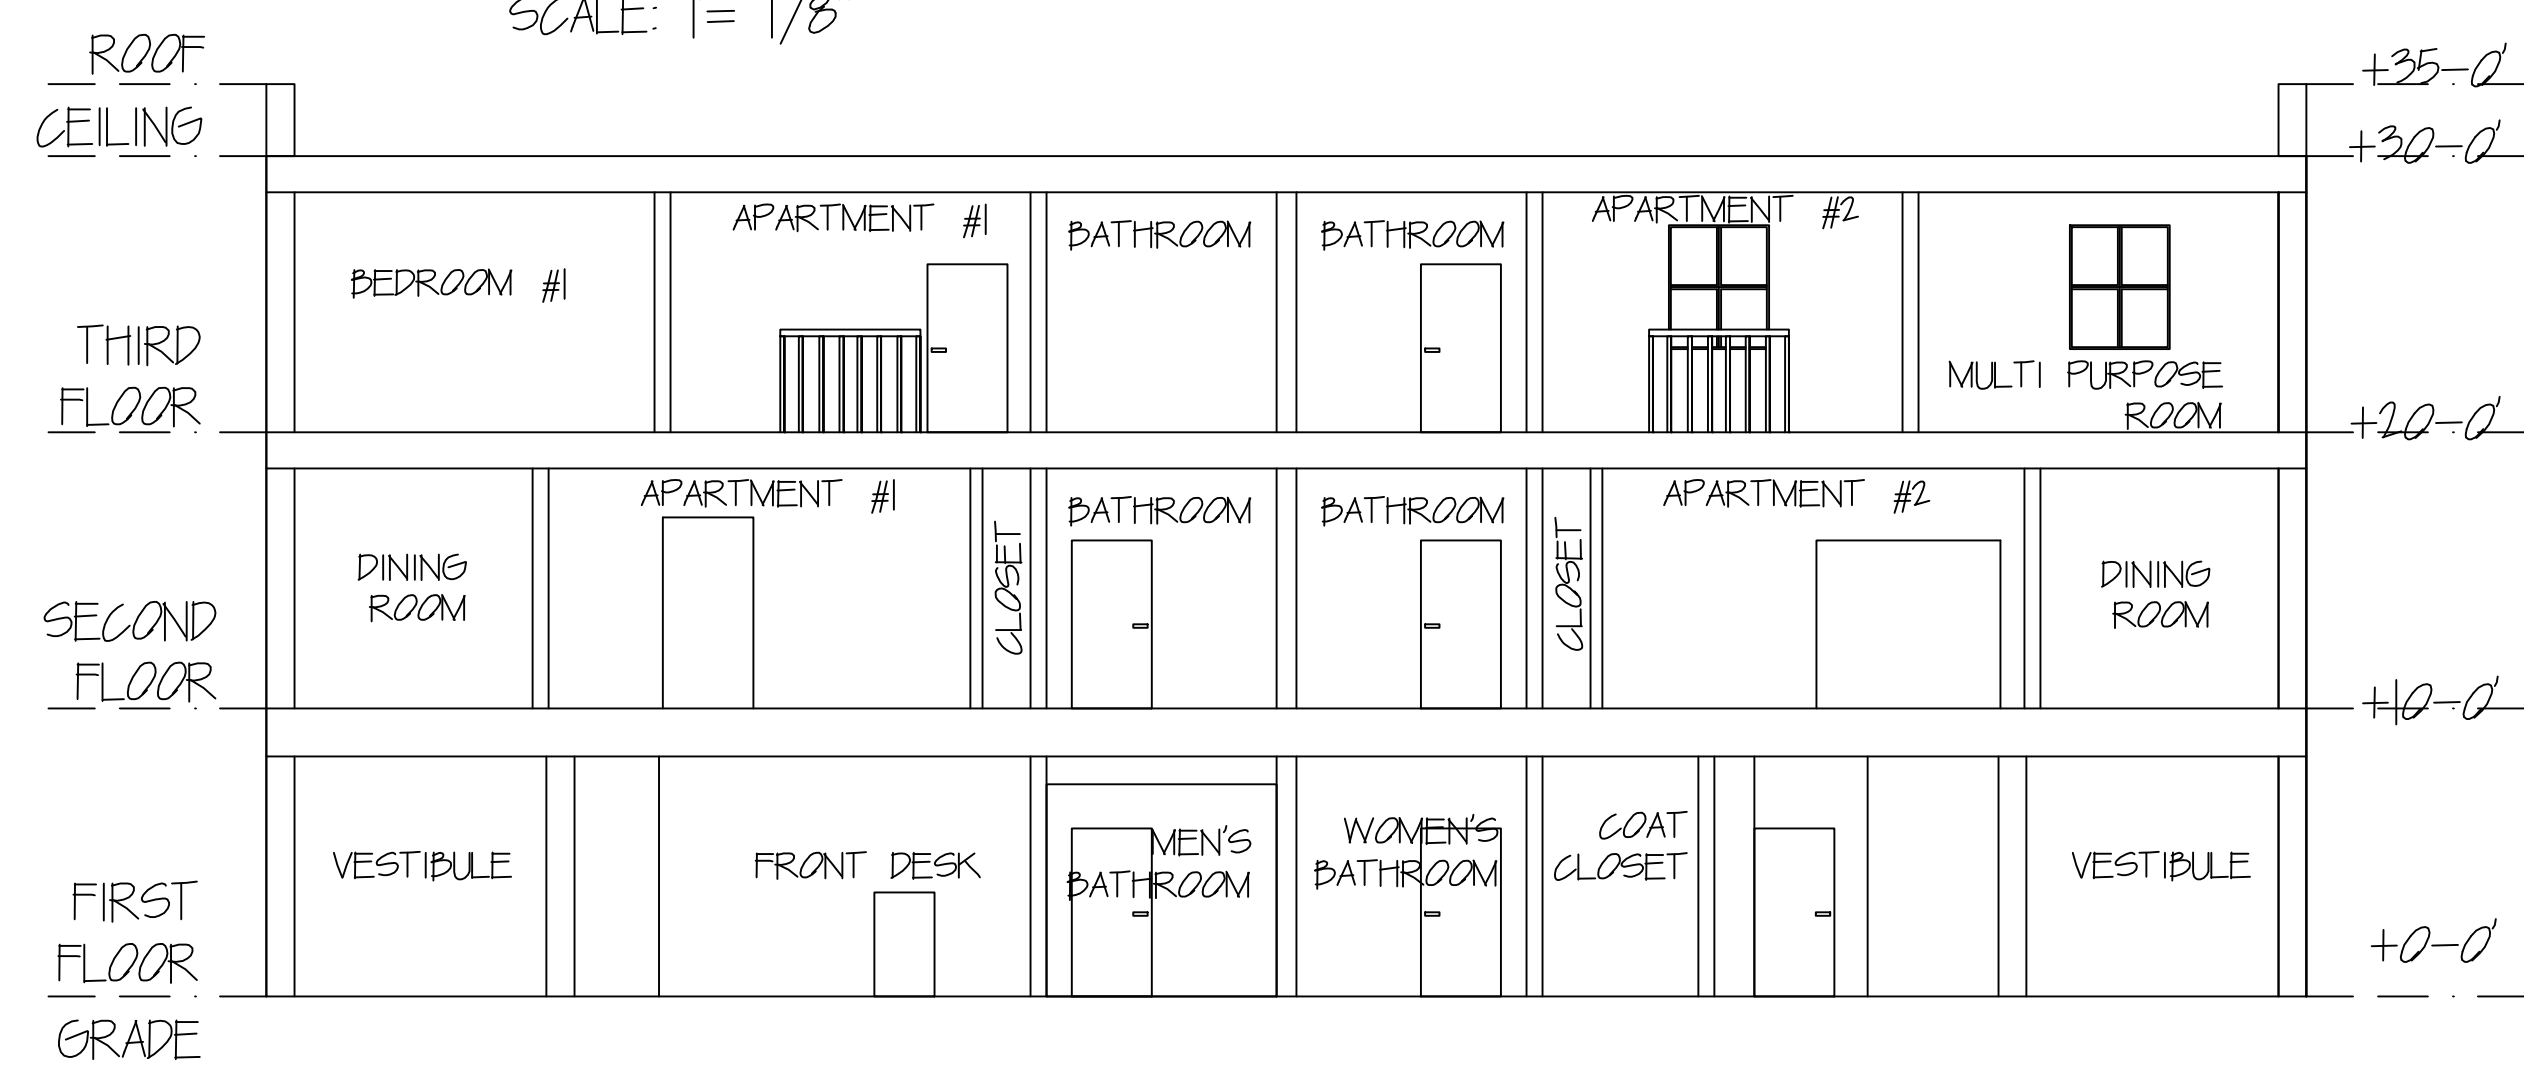 SCALE: 1= 1/8"
ROOF
+35-0'
CEILING
+30-0'
APARTMENT #1
BATHROOM
BATHROOM
APARTMENT #2
BEDROOM #1
MULTI PURPOSE
ROOM
THIRD
FLOOR
+20-0'
APARTMENT #1
BATHROOM
BATHROOM
APARTMENT #2
DINING
ROOM
CLOSET
CLOSET
DINING
ROOM
SECOND
FLOOR
+10-0'
VESTIBULE
FRONT DESK
MEN'S
BATHROOM
WOMEN'S
BATHROOM
COAT
CLOSET
VESTIBULE
FIRST
FLOOR
+0-0'
GRADE